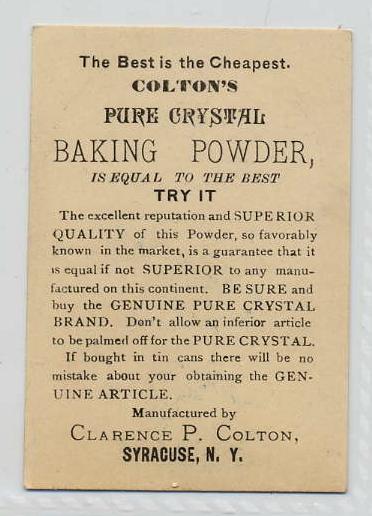 The Best is the Cheapest.
COLTON'S
PURE CRYSTAL
BAKING POWDER,
IS EQUAL TO THE BEST
TRY IT
The excellent reputation and SUPERIOR
QUALITY of this Powder, so favorably
known in the market, is a guarantee that it
is equal if not SUPERIOR to any manu-
factured on this continent. BE SURE and
buy the GENUINE PURE CRYSTAL
BRAND. Don't allow an inferior article
to be palmed off for the PURE CRYSTAL.
If bought in tin cans there will be no
mistake about your obtaining the GEN-
UINE ARTICLE.
Manufactured by
CLARENCE P. COLTON,
SYRACUSE, N. Y.